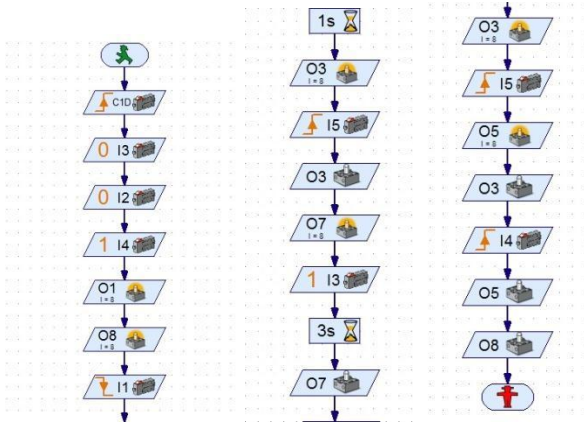 C1D
0 I3
0 I2
1 I4
O1
I = 8
O8
I = 8
I1
1s
O3
I = 8
I5
O3
O7
I = 8
1 I3
3s
O7
O3
I = 8
I5
O5
I = 8
O3
I4
O5
O8